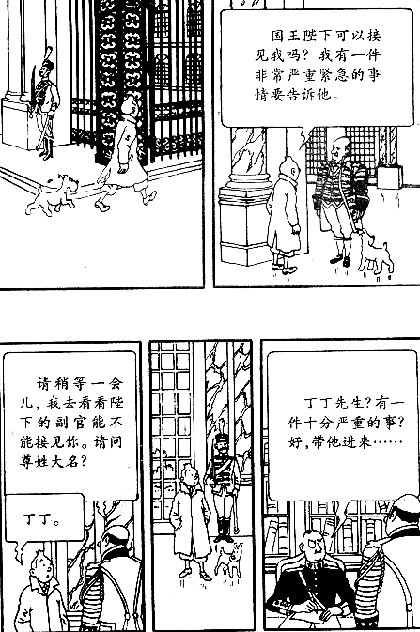 国王陛下可以接
见我吗？我有一件
非常严重紧急的事
情要告诉他。
请稍等一会
儿，我去看看陛
下的副官能不
能接见你。请问
尊姓大名？
丁丁。
丁丁先生？有一
件十分严重的事？
好，带他进来……